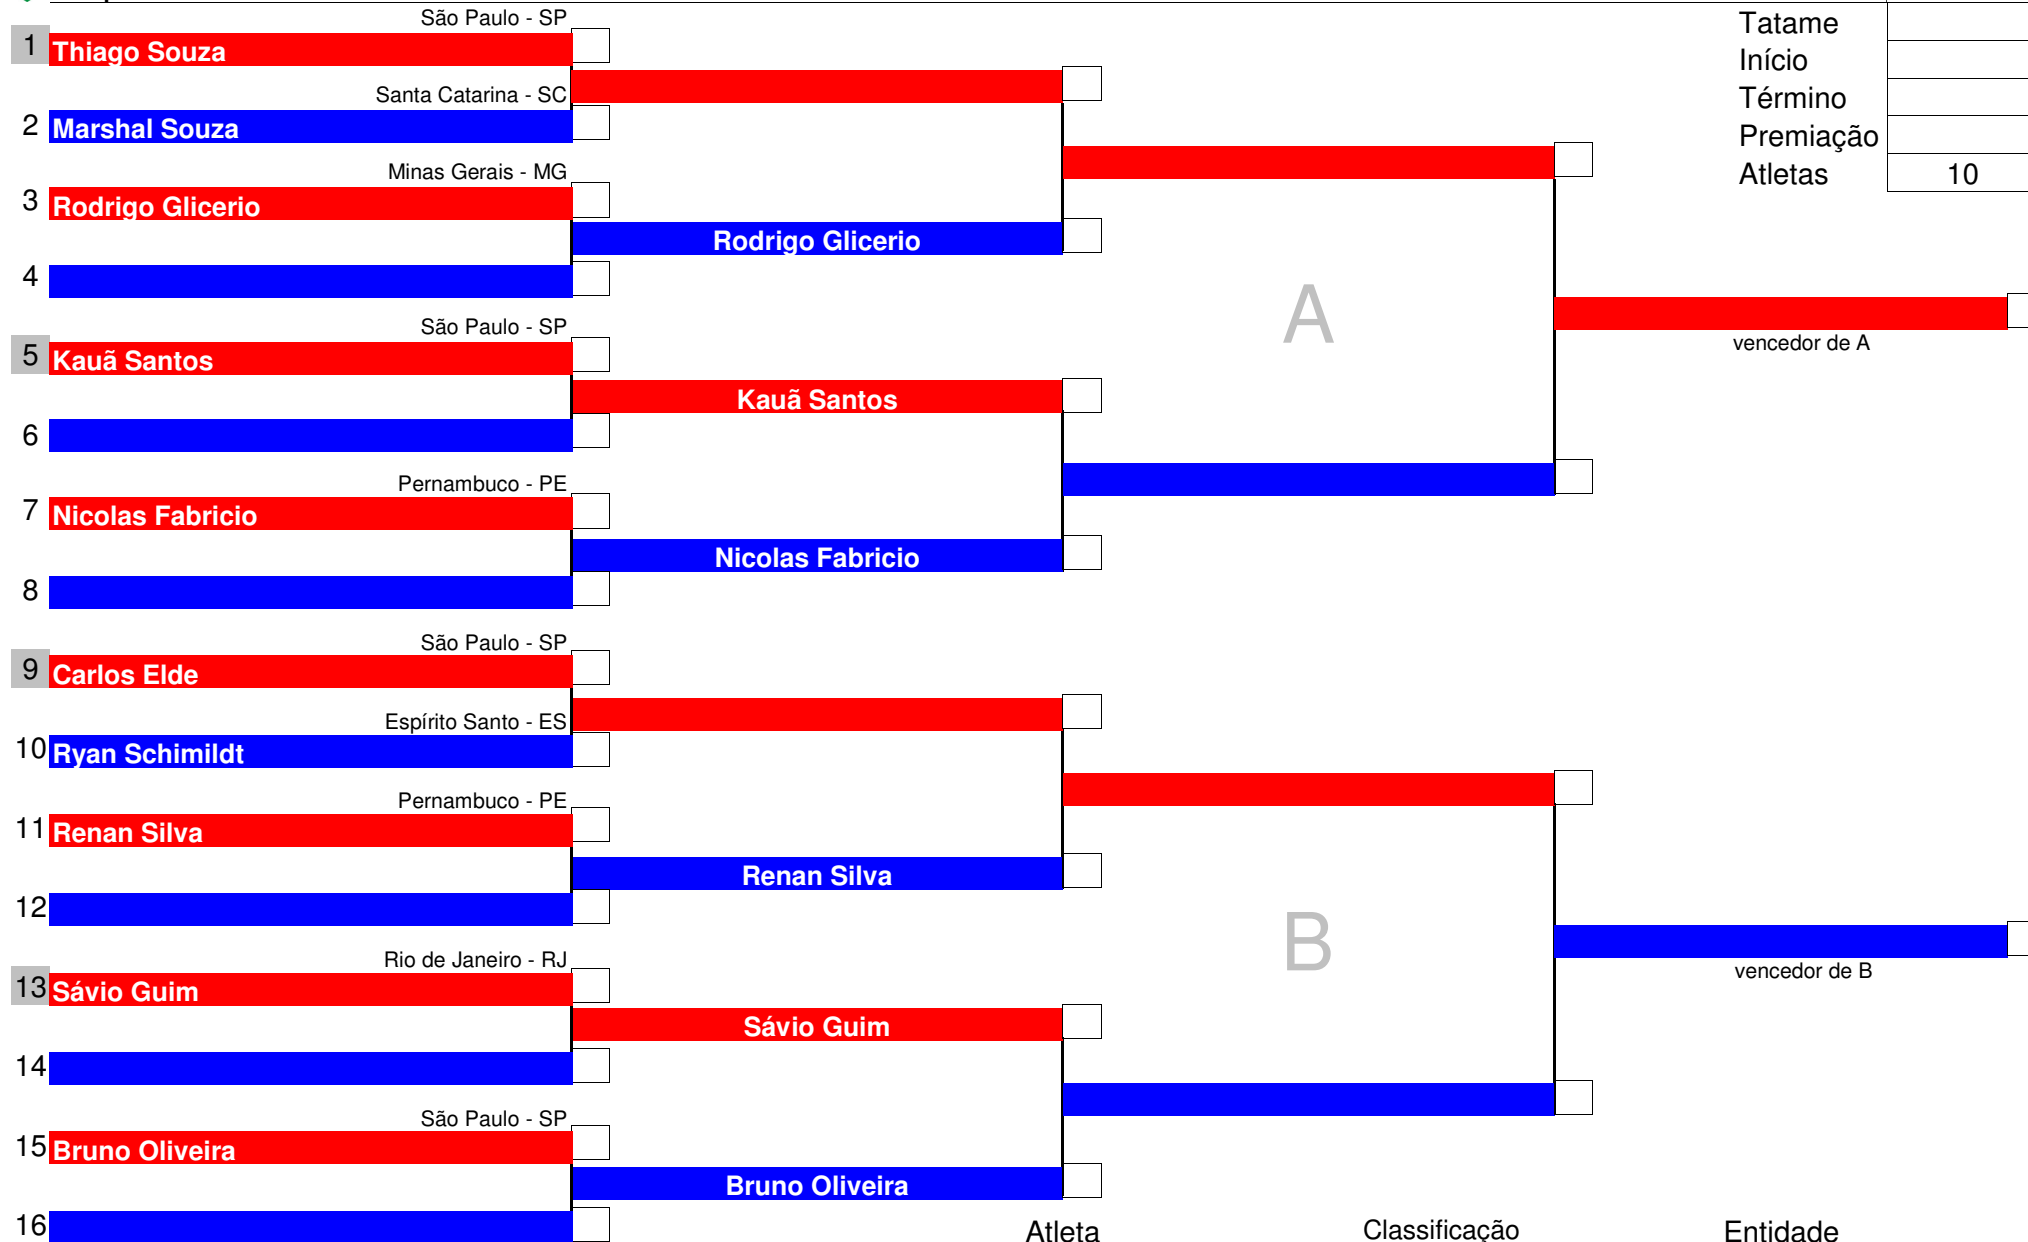 São Paulo - SP
1 Thiago Souza
Santa Catarina - SC
2 Marshal Souza
Minas Gerais - MG
3 Rodrigo Glicerio
Rodrigo Glicerio
4
São Paulo - SP
5 Kauã Santos
Kauã Santos
6
Pernambuco - PE
7 Nicolas Fabricio
Nicolas Fabricio
8
São Paulo - SP
9 Carlos Elde
Espírito Santo - ES
10 Ryan Schimildt
Pernambuco - PE
11 Renan Silva
Renan Silva
12
Rio de Janeiro - RJ
13 Sávio Guim
Sávio Guim
14
São Paulo - SP
15 Bruno Oliveira
Bruno Oliveira
16
A
B
vencedor de A
vencedor de B
Tatame
Início
Término
Premiação
Atletas 10
Atleta Classificação Entidade